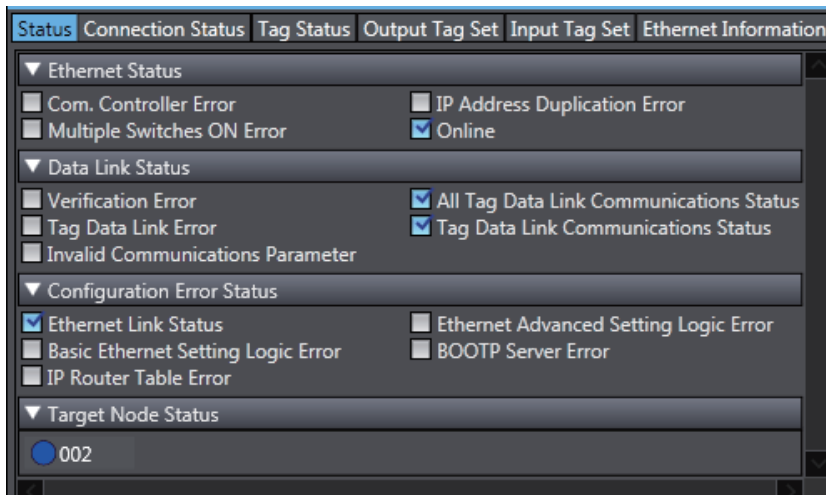 Status Connection Status Tag Status Output Tag Set Input Tag Set Ethernet Information
Ethernet Status
Com. Controller Error IP Address Duplication Error
Multiple Switches ON Error Online
Data Link Status
Verification Error All Tag Data Link Communications Status
Tag Data Link Error Tag Data Link Communications Status
Invalid Communications Parameter
Configuration Error Status
Ethernet Link Status Ethernet Advanced Setting Logic Error
Basic Ethernet Setting Logic Error BOOTP Server Error
IP Router Table Error
Target Node Status
002